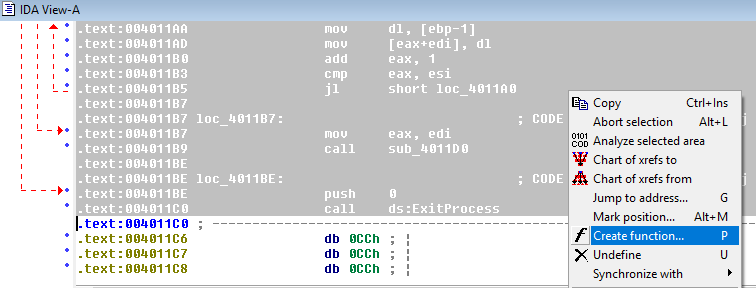 IDA View-A
.text:004011AA mov dl, [ebp-1]
.text:004011AD mov [eax+edi], dl
.text:004011B0 add eax, 1
.text:004011B3 cmp eax, esi
.text:004011B5 jl short loc_4011A0
.text:004011B7
.text:004011B7 loc_4011B7: ; CODE
.text:004011B7 mov eax, edi
.text:004011B9 call sub_4011D0
.text:004011BE
.text:004011BE loc_4011BE: ; CODE
.text:004011BE push 0
.text:004011C0 call ds:ExitProcess
.text:004011C0 ; ---------------------------------------------------------------------------
.text:004011C6 db 0CCh ; ¦
.text:004011C7 db 0CCh ; ¦
.text:004011C8 db 0CCh ; ¦
Copy Ctrl+Ins
Abort selection Alt+L
0101 COD Analyze selected area
Chart of xrefs to
Chart of xrefs from
Jump to address... G
Mark position... Alt+M
f Create function... P
Undefine U
Synchronize with